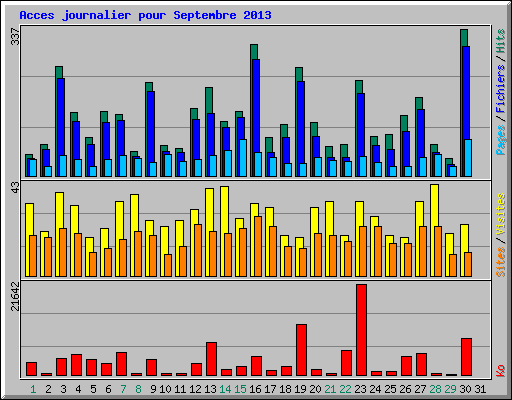 Acces journalier pour Septembre 2013
337
Pages / Fichiers / Hits
43
Sites / Visites
21642
Ko
1 2 3 4 5 6 7 8 9 10 11 12 13 14 15 16 17 18 19 20 21 22 23 24 25 26 27 28 29 30 31